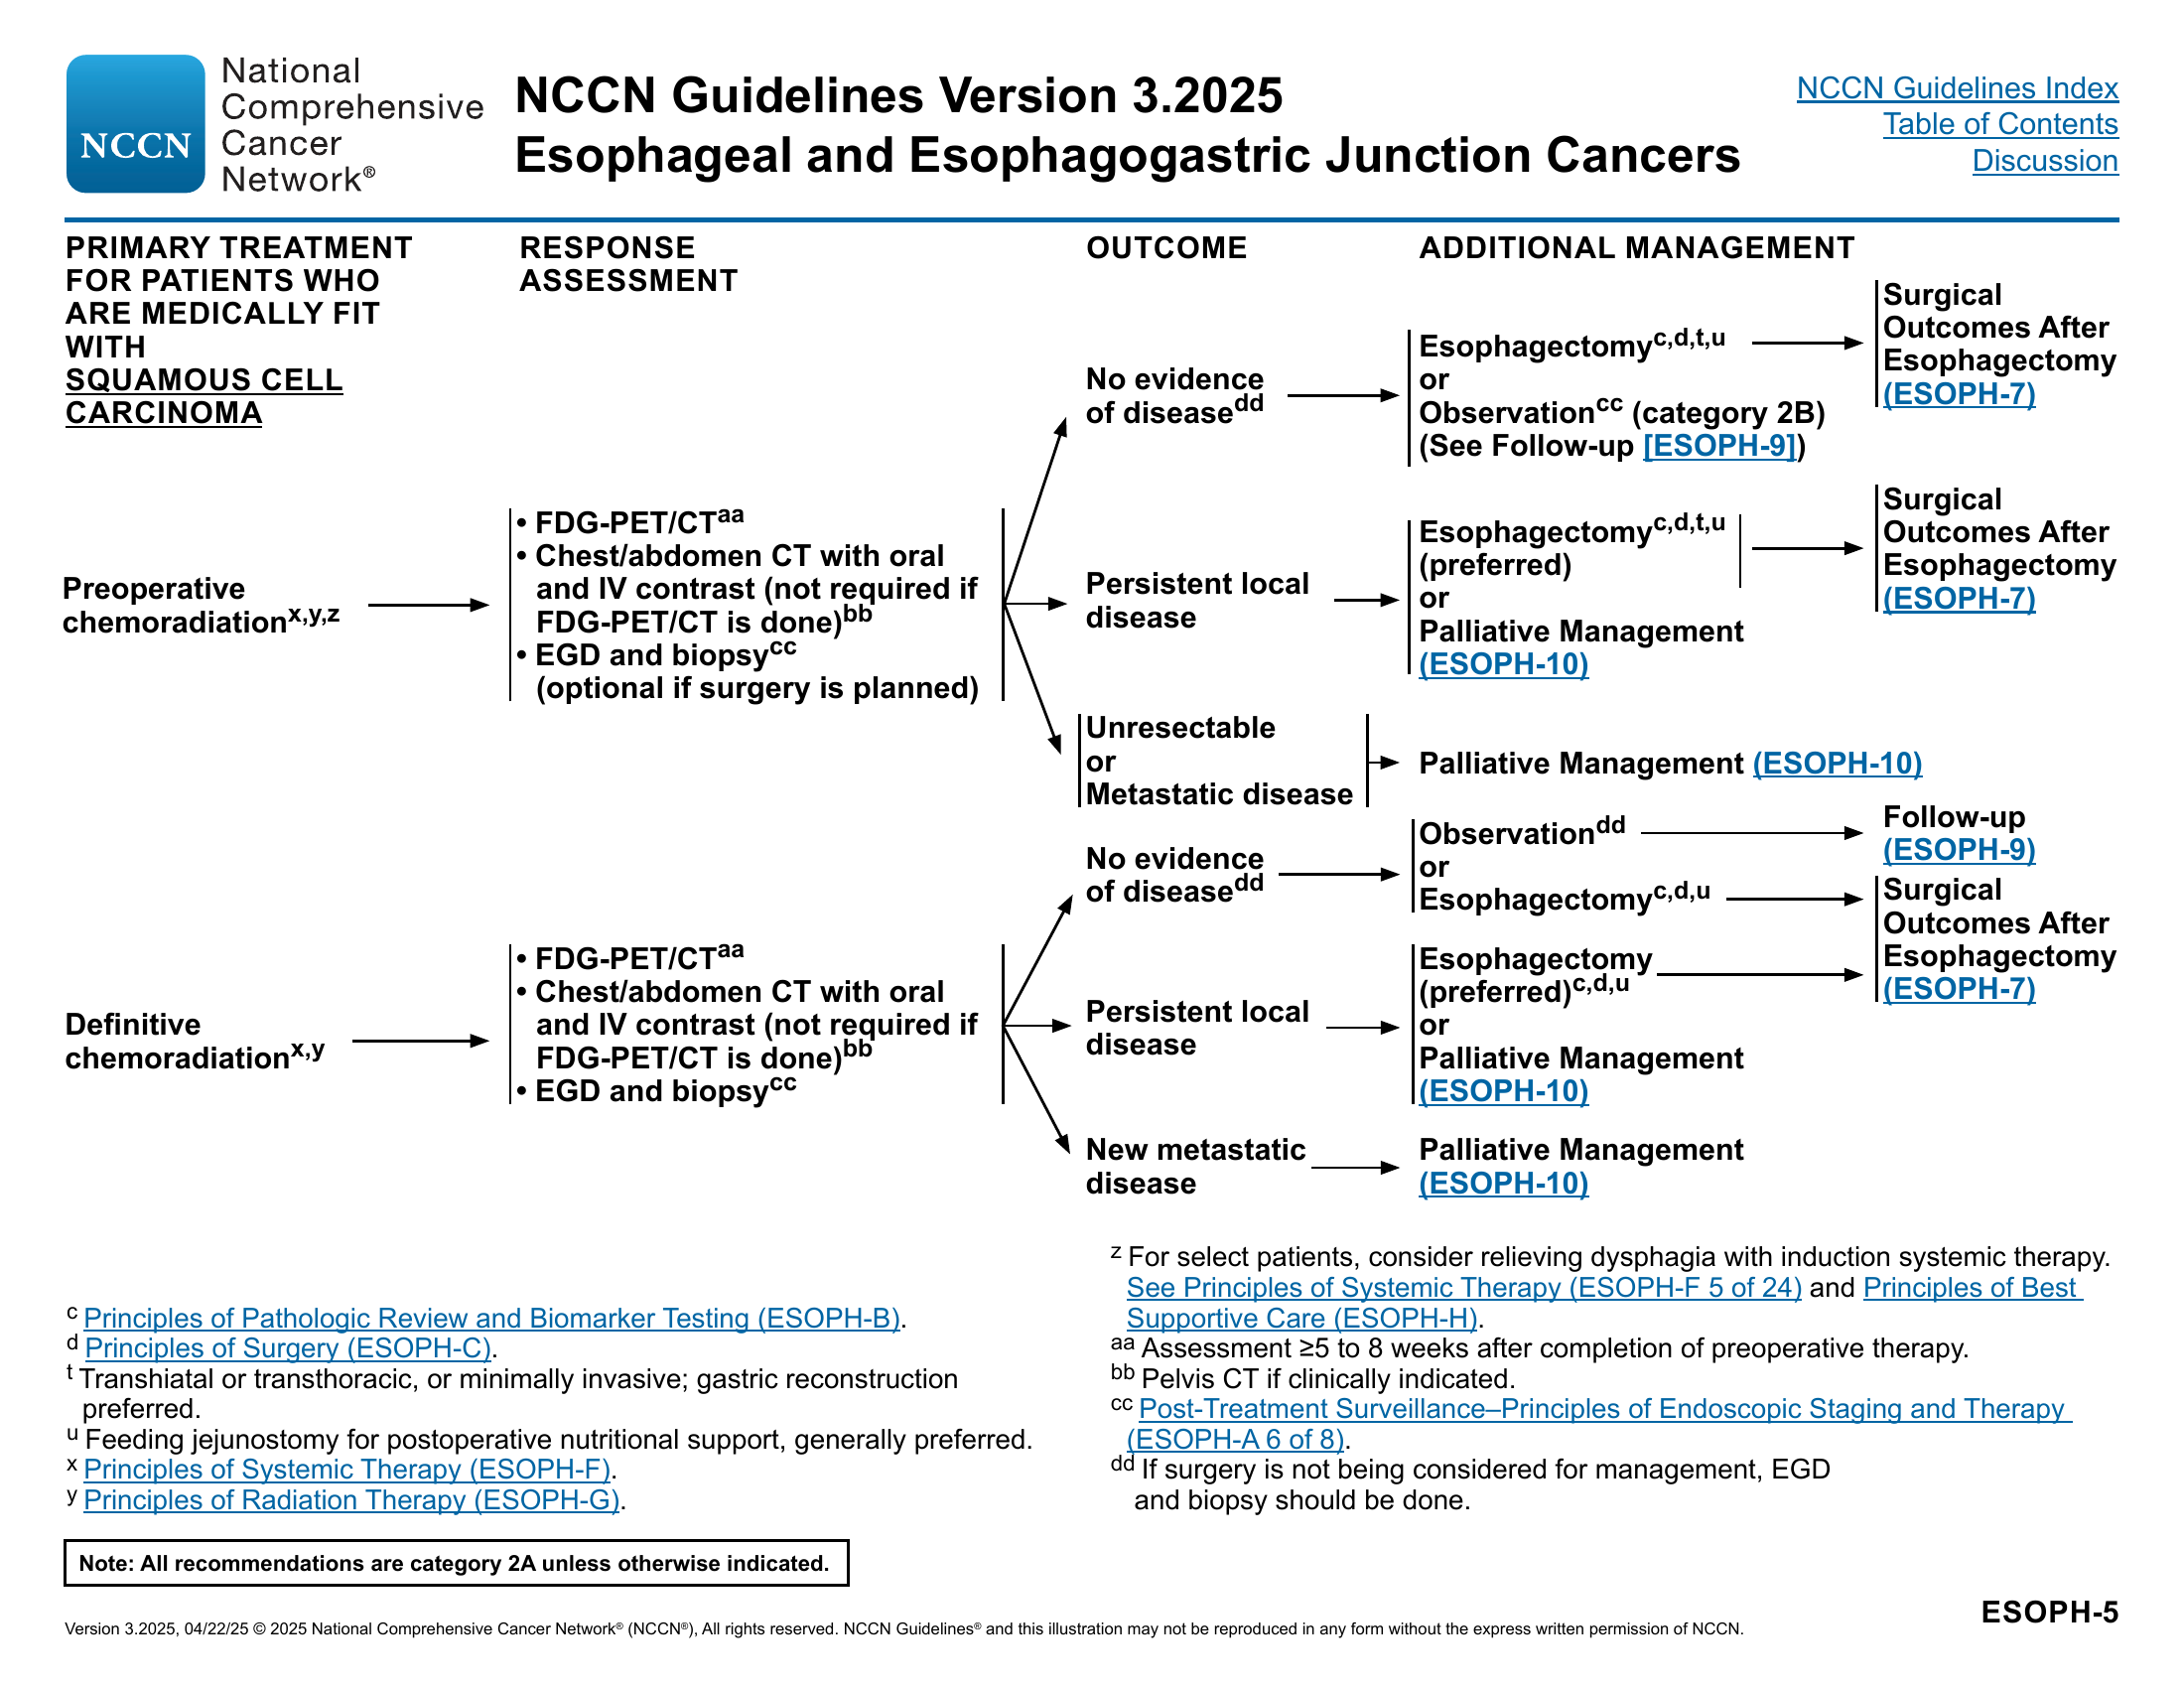 National
Comprehensive
Cancer
Network®
NCCN
NCCN Guidelines Version 3.2025
Esophageal and Esophagogastric Junction Cancers
NCCN Guidelines Index
Table of Contents
Discussion
PRIMARY TREATMENT
FOR PATIENTS WHO
ARE MEDICALLY FIT
WITH
SQUAMOUS CELL
CARCINOMA
RESPONSE
ASSESSMENT
OUTCOME
ADDITIONAL MANAGEMENT
Preoperative
chemoradiationx,y,z
• FDG-PET/CTaa
• Chest/abdomen CT with oral
and IV contrast (not required if
FDG-PET/CT is done)bb
• EGD and biopsycc
(optional if surgery is planned)
No evidence
of diseasedd
Esophagectomyc,d,t,u
or
Observationcc (category 2B)
(See Follow-up [ESOPH-9])
Surgical
Outcomes After
Esophagectomy
(ESOPH-7)
Persistent local
disease
Esophagectomyc,d,t,u
(preferred)
or
Palliative Management
(ESOPH-10)
Surgical
Outcomes After
Esophagectomy
(ESOPH-7)
Unresectable
or
Metastatic disease
Palliative Management (ESOPH-10)
Definitive
chemoradiationx,y
• FDG-PET/CTaa
• Chest/abdomen CT with oral
and IV contrast (not required if
FDG-PET/CT is done)bb
• EGD and biopsycc
No evidence
of diseasedd
Observationdd
or
Esophagectomyc,d,u
Follow-up
(ESOPH-9)
Surgical
Outcomes After
Esophagectomy
(ESOPH-7)
Persistent local
disease
Esophagectomy
(preferred)c,d,u
or
Palliative Management
(ESOPH-10)
New metastatic
disease
Palliative Management
(ESOPH-10)
c Principles of Pathologic Review and Biomarker Testing (ESOPH-B).
d Principles of Surgery (ESOPH-C).
t Transhiatal or transthoracic, or minimally invasive; gastric reconstruction
preferred.
u Feeding jejunostomy for postoperative nutritional support, generally preferred.
x Principles of Systemic Therapy (ESOPH-F).
y Principles of Radiation Therapy (ESOPH-G).
z For select patients, consider relieving dysphagia with induction systemic therapy.
See Principles of Systemic Therapy (ESOPH-F 5 of 24) and Principles of Best
Supportive Care (ESOPH-H).
aa Assessment ≥5 to 8 weeks after completion of preoperative therapy.
bb Pelvis CT if clinically indicated.
cc Post-Treatment Surveillance–Principles of Endoscopic Staging and Therapy
(ESOPH-A 6 of 8).
dd If surgery is not being considered for management, EGD
and biopsy should be done.
Note: All recommendations are category 2A unless otherwise indicated.
ESOPH-5
Version 3.2025, 04/22/25 © 2025 National Comprehensive Cancer Network® (NCCN®), All rights reserved. NCCN Guidelines® and this illustration may not be reproduced in any form without the express written permission of NCCN.